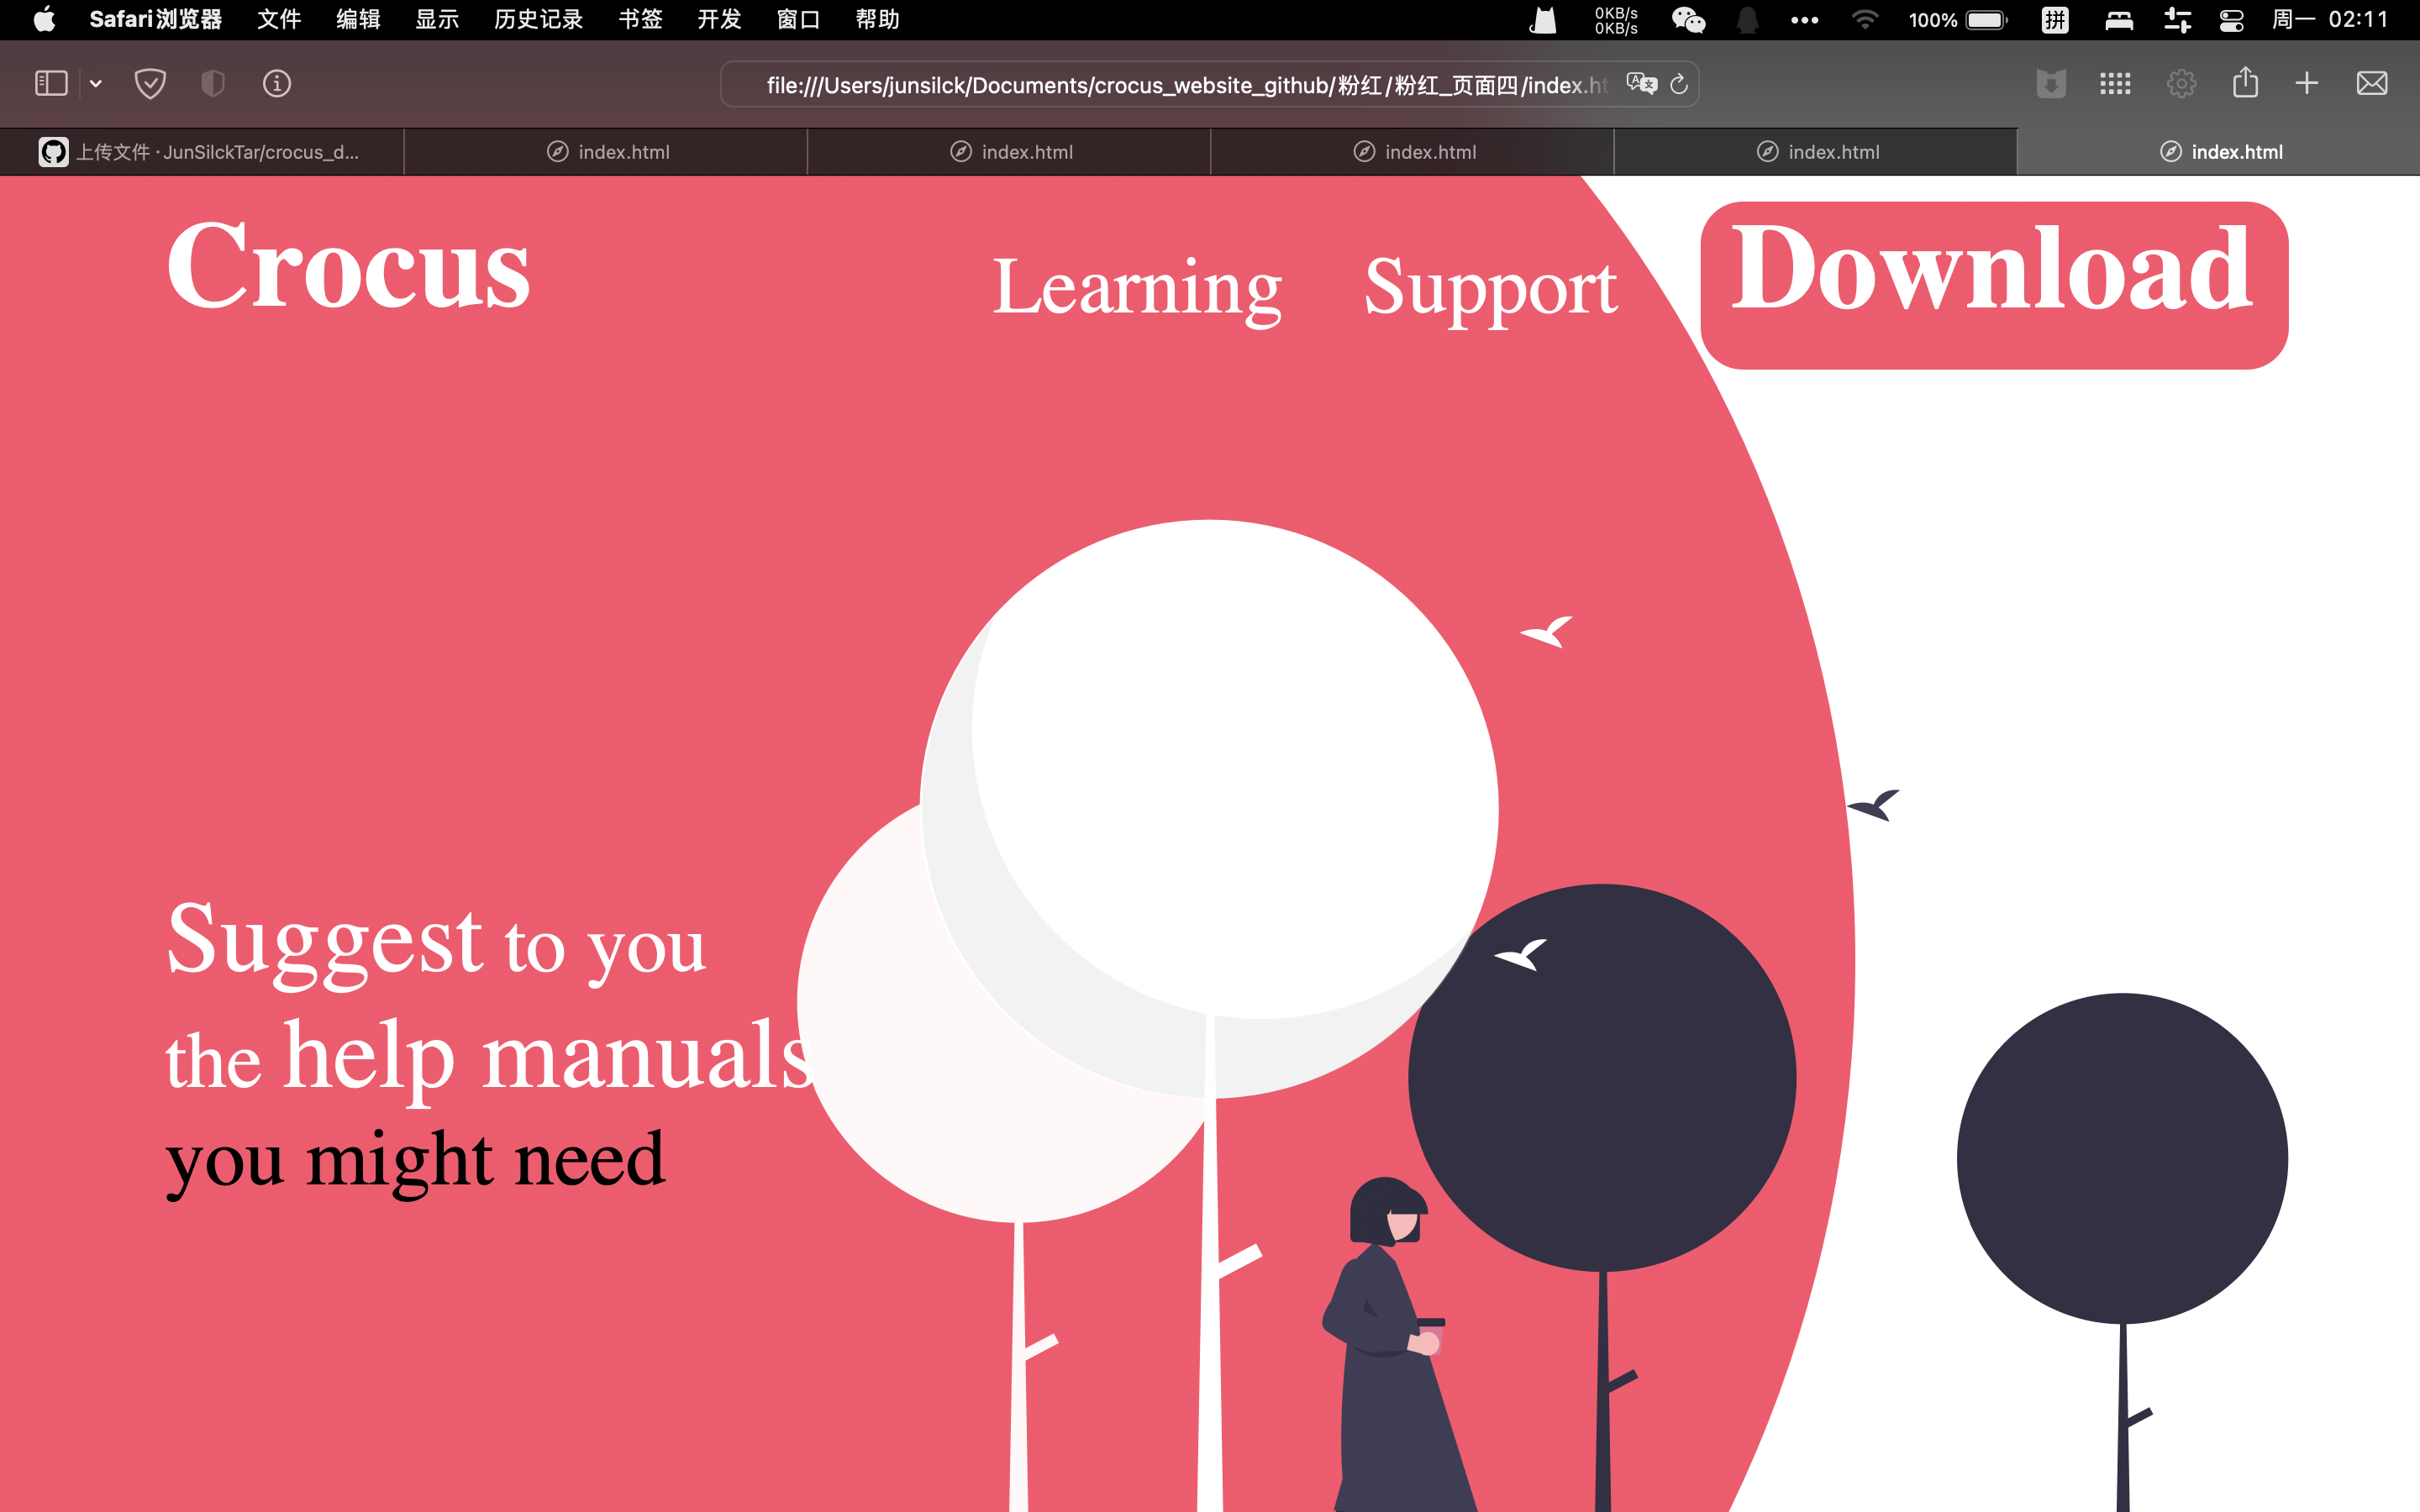 Safari浏览器 文件 编辑 显示 历史记录 书签 开发 窗口 帮助 0KB/s 0KB/s 100% 拼 周一 02:11
file:///Users/junsilck/Documents/crocus_website_github/粉红/粉红_页面四/index.ht
上传文件 · JunSilckTar/crocus_d... index.html index.html index.html index.html index.html
Crocus Learning Support Download
Suggest to you
the help manuals
you might need